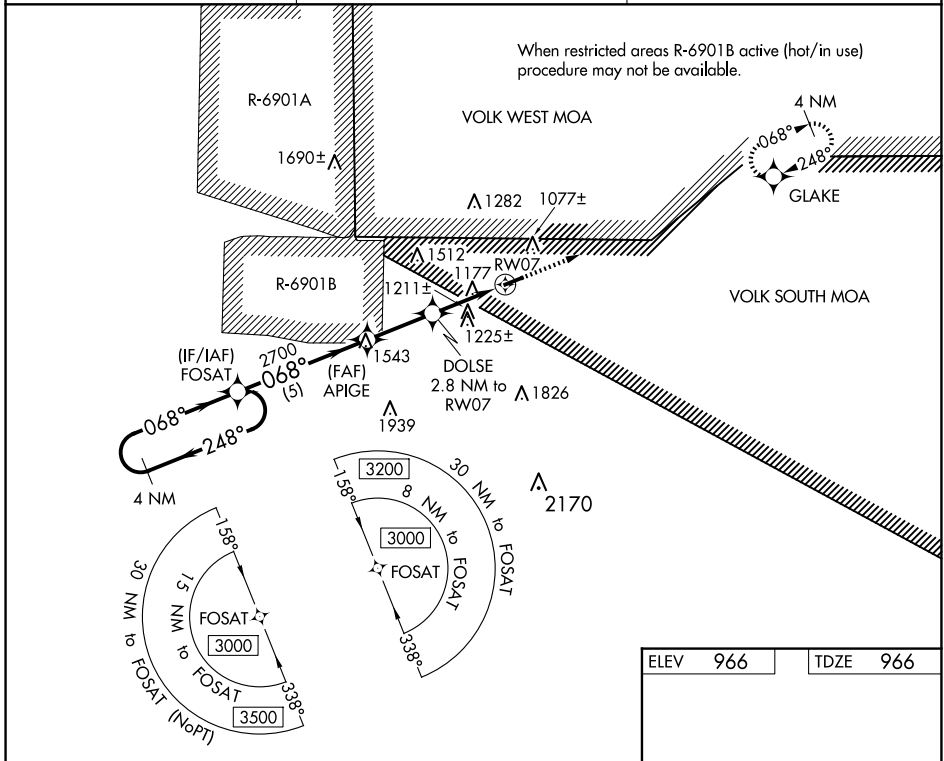 When restricted areas R-6901B active (hot/in use)
procedure may not be available.
R-6901A
VOLK WEST MOA
4 NM
068°
248°
GLAKE
1690±
1282
1077±
1512
RW07
1177
R-6901B
1211±
VOLK SOUTH MOA
1225±
(IF/IAF)
FOSAT
2700
068°
(5)
1543
(FAF)
APIGE
DOLSE
2.8 NM to
RW07
1826
1939
068°
248°
4 NM
2170
158°
3200
30 NM to FOSAT
8 NM to FOSAT
3000
FOSAT
338°
158°
30 NM to FOSAT (NoPT)
15 NM to FOSAT
FOSAT
3000
338°
3500
ELEV 966
TDZE 966